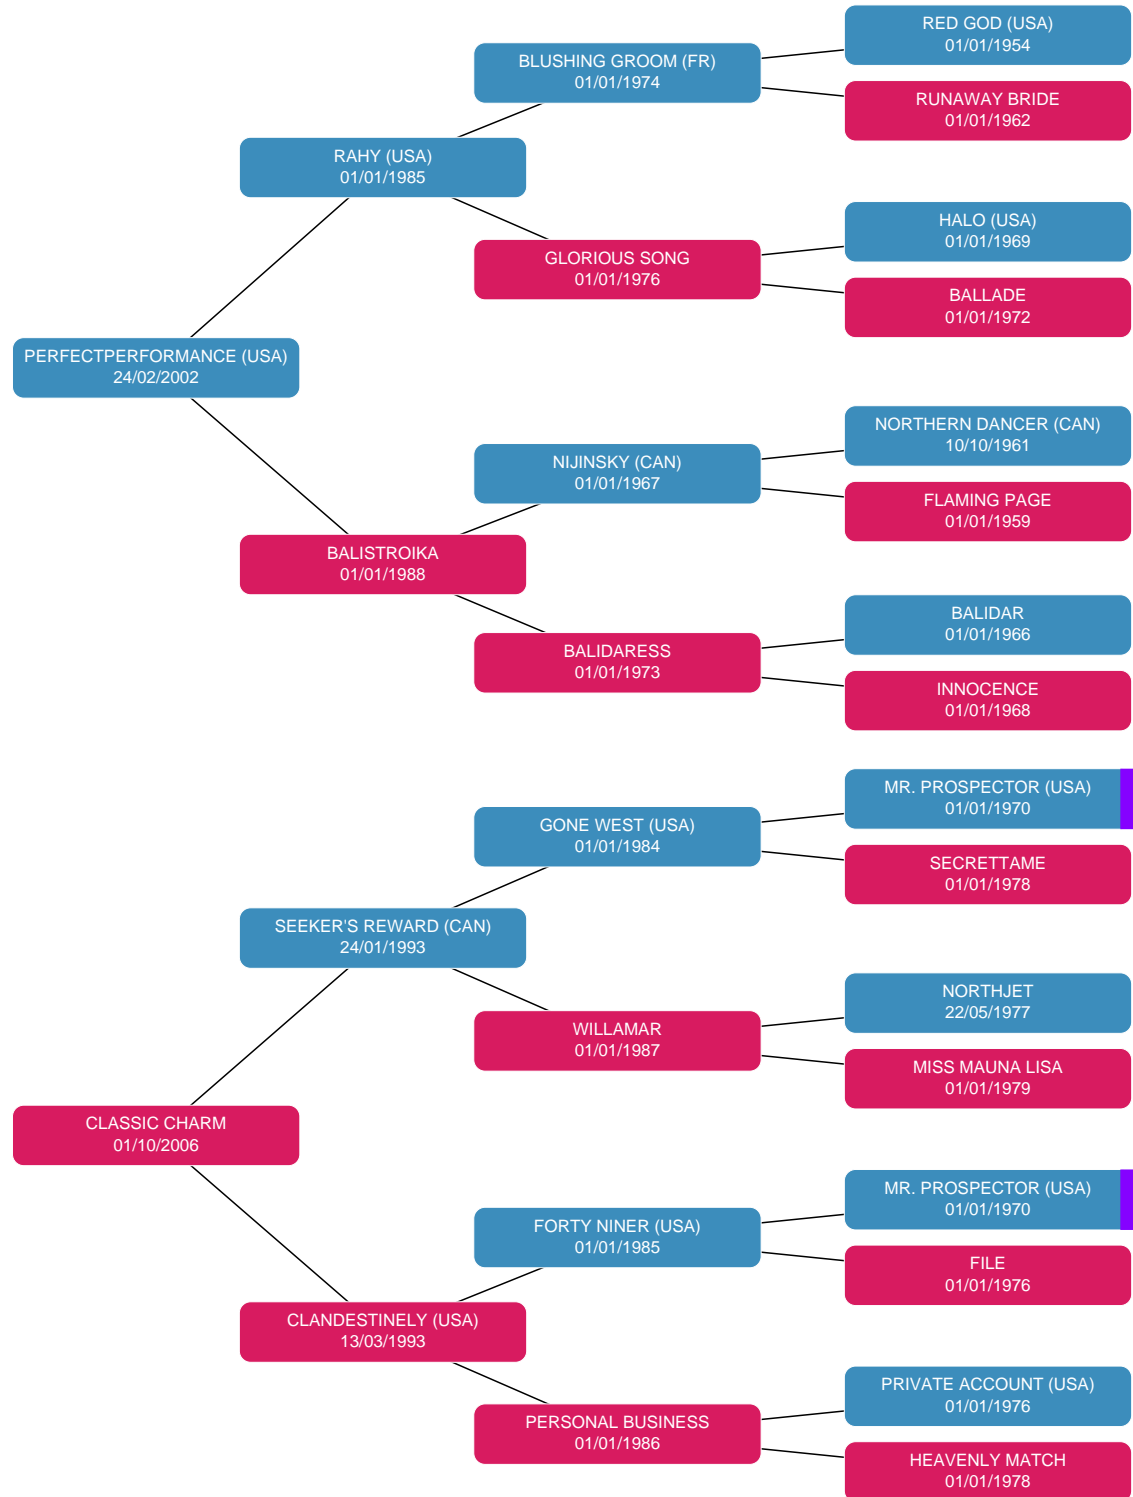 RED GOD (USA)
01/01/1954
BLUSHING GROOM (FR)
01/01/1974
RUNAWAY BRIDE
01/01/1962
RAHY (USA)
01/01/1985
HALO (USA)
01/01/1969
GLORIOUS SONG
01/01/1976
BALLADE
01/01/1972
PERFECTPERFORMANCE (USA)
24/02/2002
NORTHERN DANCER (CAN)
10/10/1961
NIJINSKY (CAN)
01/01/1967
FLAMING PAGE
01/01/1959
BALISTROIKA
01/01/1988
BALIDAR
01/01/1966
BALIDARESS
01/01/1973
INNOCENCE
01/01/1968
MR. PROSPECTOR (USA)
01/01/1970
GONE WEST (USA)
01/01/1984
SECRETTAME
01/01/1978
SEEKER'S REWARD (CAN)
24/01/1993
NORTHJET
22/05/1977
WILLAMAR
01/01/1987
MISS MAUNA LISA
01/01/1979
CLASSIC CHARM
01/10/2006
MR. PROSPECTOR (USA)
01/01/1970
FORTY NINER (USA)
01/01/1985
FILE
01/01/1976
CLANDESTINELY (USA)
13/03/1993
PRIVATE ACCOUNT (USA)
01/01/1976
PERSONAL BUSINESS
01/01/1986
HEAVENLY MATCH
01/01/1978